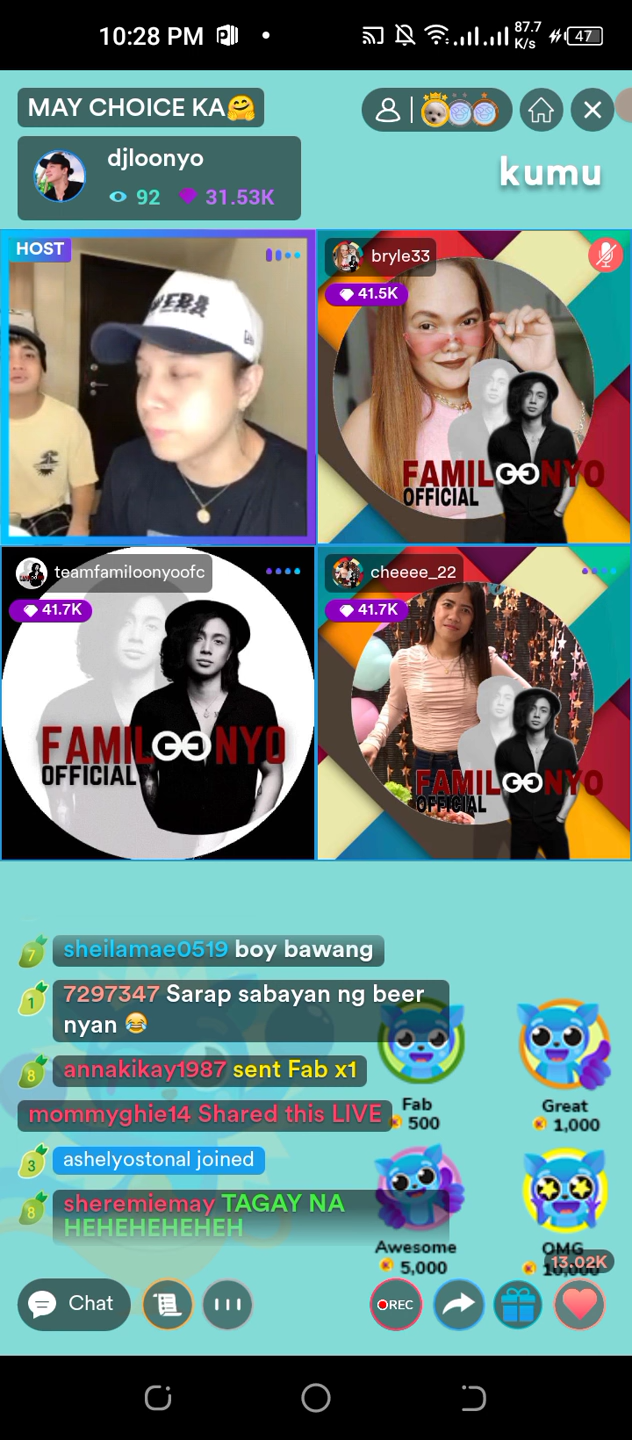 10:28 PM
87.7
K/s
47
MAY CHOICE KA🤗
djloonyo
92
31.53K
kumu
HOST
bryle33
41.5K
FAMILOONYO
OFFICIAL
teamfamiloonyoofc
41.7K
FAMILOONYO
OFFICIAL
cheeee_22
41.7K
FAMILOONYO
OFFICIAL
7
sheilamae0519 boy bawang
1
7297347 Sarap sabayan ng beer
nyan 😂
8
annakikay1987 sent Fab x1
mommyghie14 Shared this LIVE
3
ashelyostonal joined
8
sheremiemay TAGAY NA
HEHEHEHEHEH
Fab
500
Great
1,000
Awesome
5,000
OMG
10,000
13.02K
Chat
REC